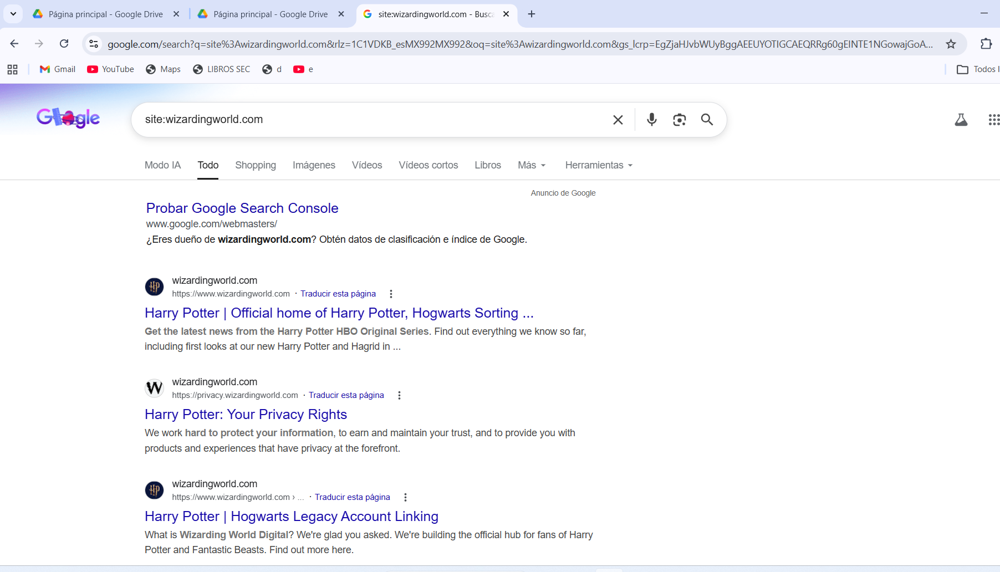 Página principal - Google Drive
Página principal - Google Drive
site:wizardingworld.com - Busca
google.com/search?q=site%3Awizardingworld.com&rlz=1C1VDKB_esMX992MX992&oq=site%3Awizardingworld.com&gs_lcrp=EgZjaHJvbWUyBggAEEUYOTIGCAEQRRg60gEINTE1NGowajGoA...
Gmail
YouTube
Maps
LIBROS SEC
d
e
Todos l
Google
site:wizardingworld.com
Modo IA
Todo
Shopping
Imágenes
Vídeos
Vídeos cortos
Libros
Más
Herramientas
Anuncio de Google
Probar Google Search Console
www.google.com/webmasters/
¿Eres dueño de wizardingworld.com? Obtén datos de clasificación e índice de Google.
HP
wizardingworld.com
https://www.wizardingworld.com · Traducir esta página
Harry Potter | Official home of Harry Potter, Hogwarts Sorting ...
Get the latest news from the Harry Potter HBO Original Series. Find out everything we know so far,
including first looks at our new Harry Potter and Hagrid in ...
W
wizardingworld.com
https://privacy.wizardingworld.com · Traducir esta página
Harry Potter: Your Privacy Rights
We work hard to protect your information, to earn and maintain your trust, and to provide you with
products and experiences that have privacy at the forefront.
HP
wizardingworld.com
https://www.wizardingworld.com › ... · Traducir esta página
Harry Potter | Hogwarts Legacy Account Linking
What is Wizarding World Digital? We're glad you asked. We're building the official hub for fans of Harry
Potter and Fantastic Beasts. Find out more here.